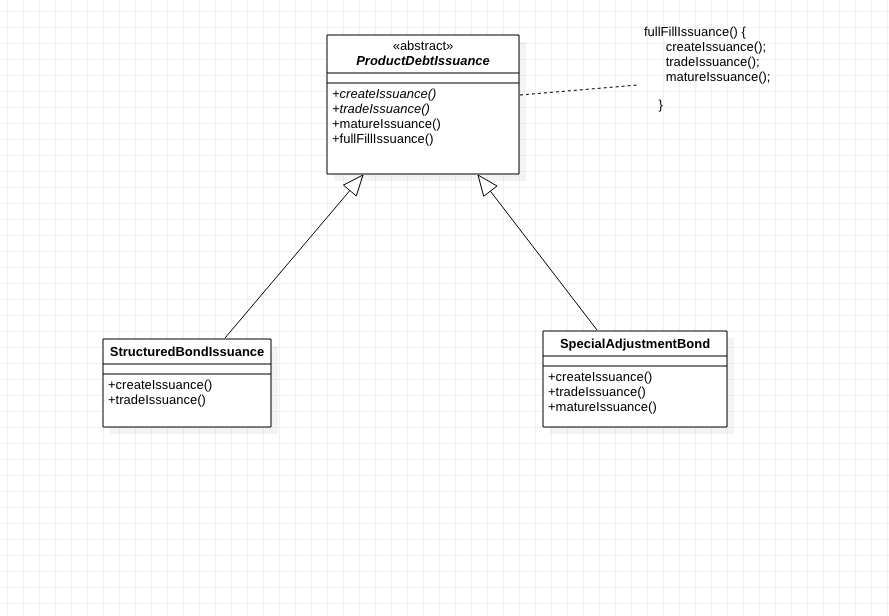 «abstract»
ProductDebtIssuance
+createIssuance()
+tradeIssuance()
+matureIssuance()
+fullFillIssuance()
fullFillIssuance() {
createIssuance();
tradeIssuance();
matureIssuance();
}
StructuredBondIssuance
+createIssuance()
+tradeIssuance()
SpecialAdjustmentBond
+createIssuance()
+tradeIssuance()
+matureIssuance()